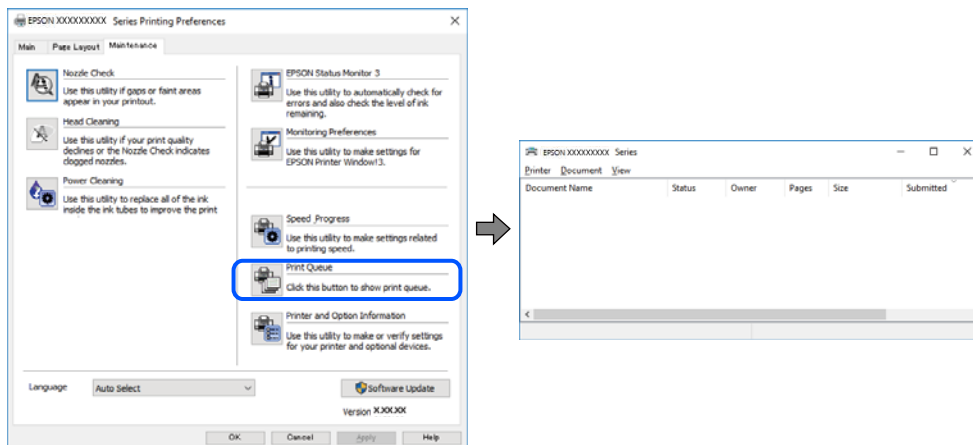 EPSON XXXXXXXXX Series Printing Preferences
Main Page Layout Maintenance
Nozzle Check
Use this utility if gaps or faint areas
appear in your printout.
Head Cleaning
Use this utility if your print quality
declines or the Nozzle Check indicates
clogged nozzles.
Power Cleaning
Use this utility to replace all of the ink
inside the ink tubes to improve the print
EPSON Status Monitor 3
Use this utility to automatically check for
errors and also check the level of ink
remaining.
Monitoring Preferences
Use this utility to make settings for
EPSON Printer Window!3.
Speed_Progress
Use this utility to make settings related
to printing speed.
Print Queue
Click this button to show print queue.
Printer and Option Information
Use this utility to make or verify settings
for your printer and optional devices.
Language Auto Select
Software Update
Version X.XX.XX
OK Cancel Apply Help
EPSON XXXXXXXXX Series
Printer Document View
Document Name Status Owner Pages Size Submitted